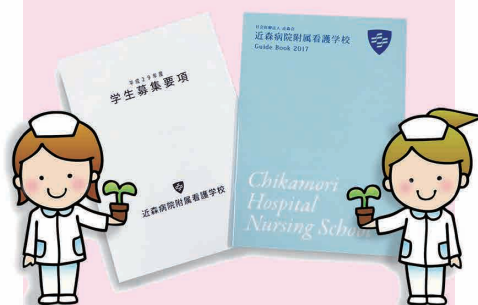 平成29年度
学生募集要項
近森病院附属看護学校
社会医療法人 近森会
近森病院附属看護学校
Guide Book 2017
Chikamori
Hospital
Nursing School